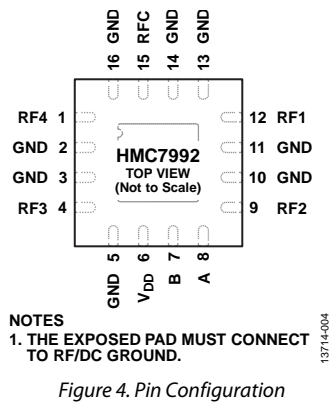 16 GND
15 RFC
14 GND
13 GND
RF4 1
GND 2
GND 3
RF3 4
12 RF1
11 GND
10 GND
9 RF2
HMC7992
TOP VIEW
(Not to Scale)
GND 5
VDD 6
B 7
A 8
NOTES
1. THE EXPOSED PAD MUST CONNECT
TO RF/DC GROUND.
13714-004
Figure 4. Pin Configuration